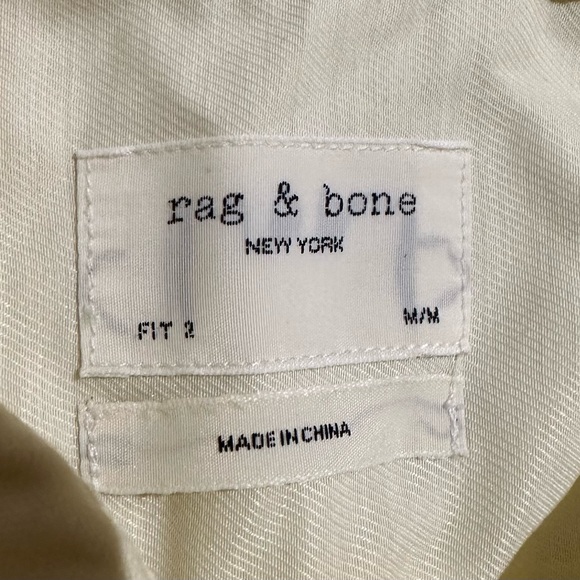 rag & bone
NEW YORK
FIT 2 M/M
MADE IN CHINA